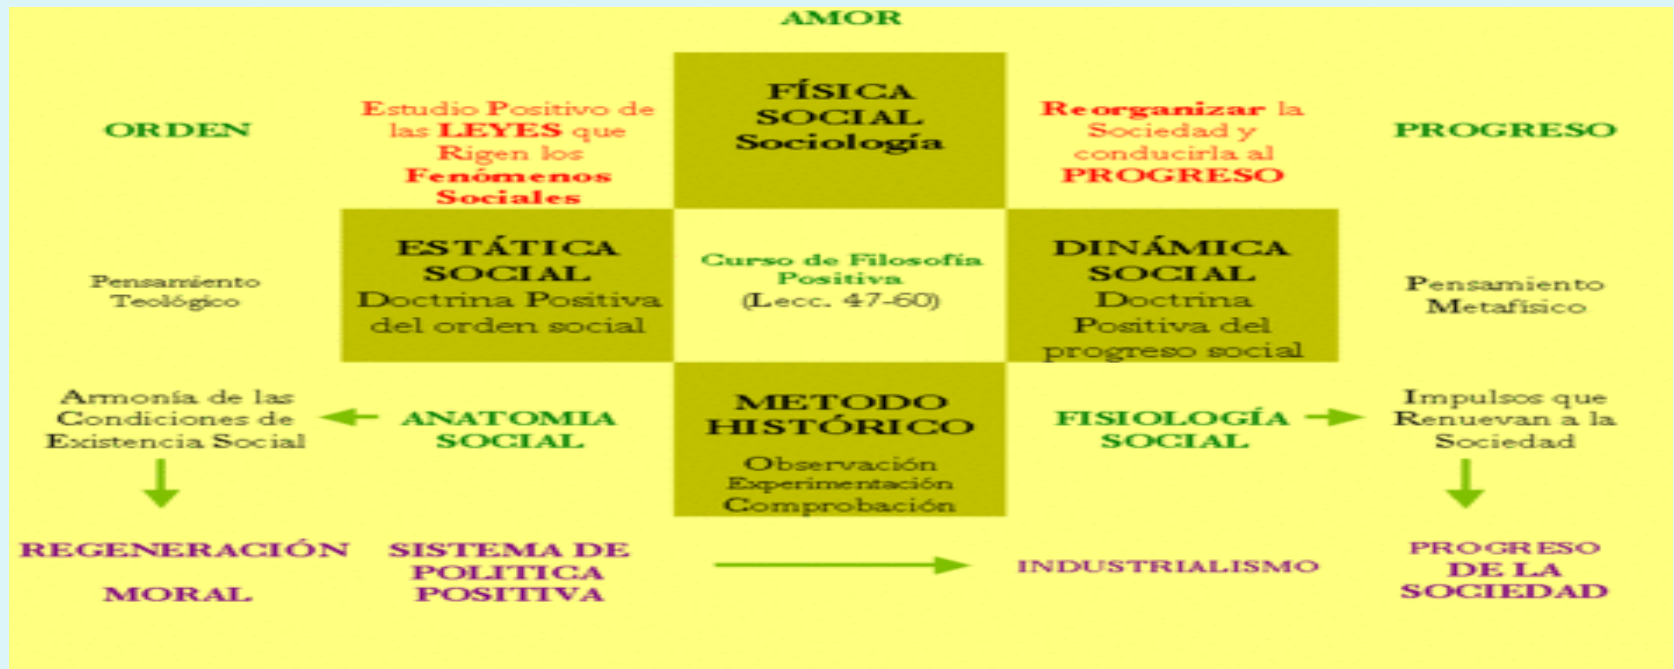 AMOR
ORDEN
Estudio Positivo de
las LEYES que
Rigen los
Fenómenos
Sociales
FÍSICA
SOCIAL
Sociología
Reorganizar la
Sociedad y
conducirla al
PROGRESO
PROGRESO
Pensamiento
Teológico
ESTÁTICA
SOCIAL
Doctrina Positiva
del orden social
Curso de Filosofía
Positiva
(Lecc. 47-60)
DINÁMICA
SOCIAL
Doctrina
Positiva del
progreso social
Pensamiento
Metafísico
Armonía de las
Condiciones de
Existencia Social
ANATOMIA
SOCIAL
METODO
HISTÓRICO
Observación
Experimentación
Comprobación
FISIOLOGÍA
SOCIAL
Impulsos que
Renuevan a la
Sociedad
REGENERACIÓN
MORAL
SISTEMA DE
POLITICA
POSITIVA
INDUSTRIALISMO
PROGRESO
DE LA
SOCIEDAD